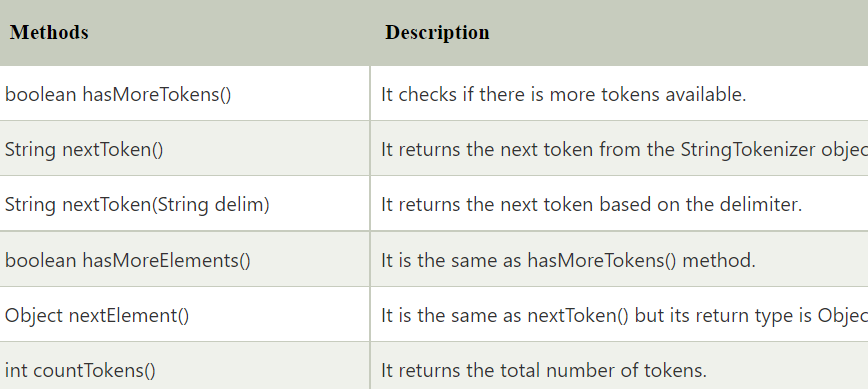 Methods Description
boolean hasMoreTokens() It checks if there is more tokens available.
String nextToken() It returns the next token from the StringTokenizer objec
String nextToken(String delim) It returns the next token based on the delimiter.
boolean hasMoreElements() It is the same as hasMoreTokens() method.
Object nextElement() It is the same as nextToken() but its return type is Objec
int countTokens() It returns the total number of tokens.